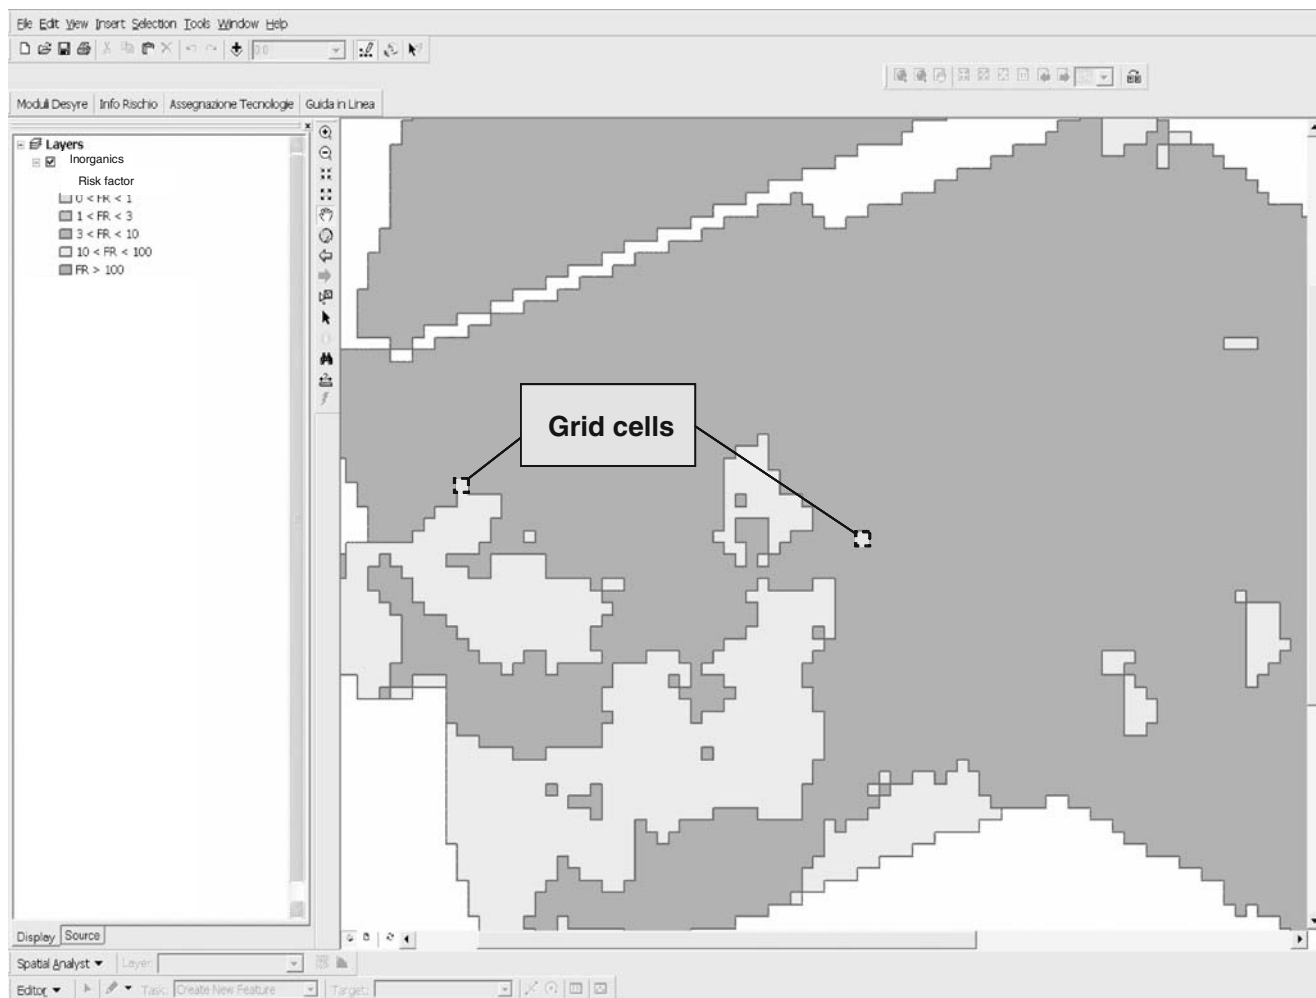 File Edit View Insert Selection Tools Window Help
0.0
Moduli Desyre Info Rischio Assegnazione Tecnologie Guida in Linea
Layers
Inorganics
Risk factor
0 < FR < 1
1 < FR < 3
3 < FR < 10
10 < FR < 100
FR > 100
Grid cells
Display Source
Spatial Analyst Layer:
Editor Task: Create New Feature Target: